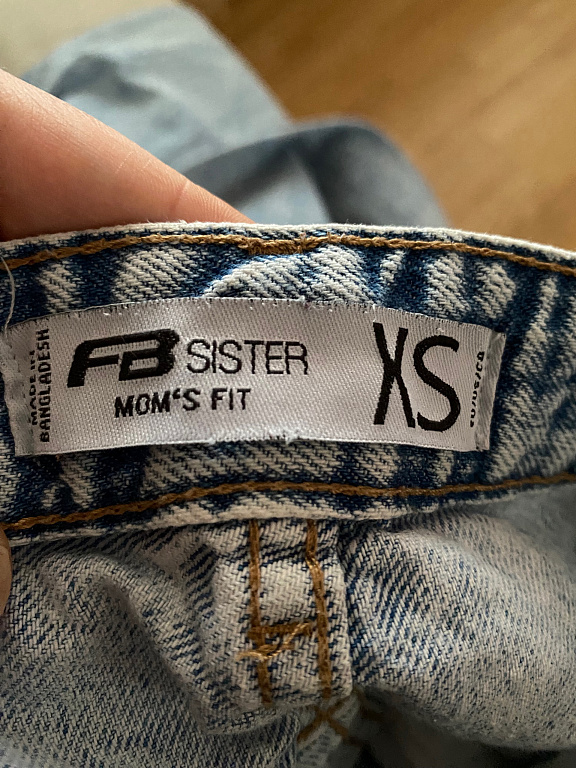 MADE IN
BANGLADESH
FB SISTER
MOM'S FIT
XS